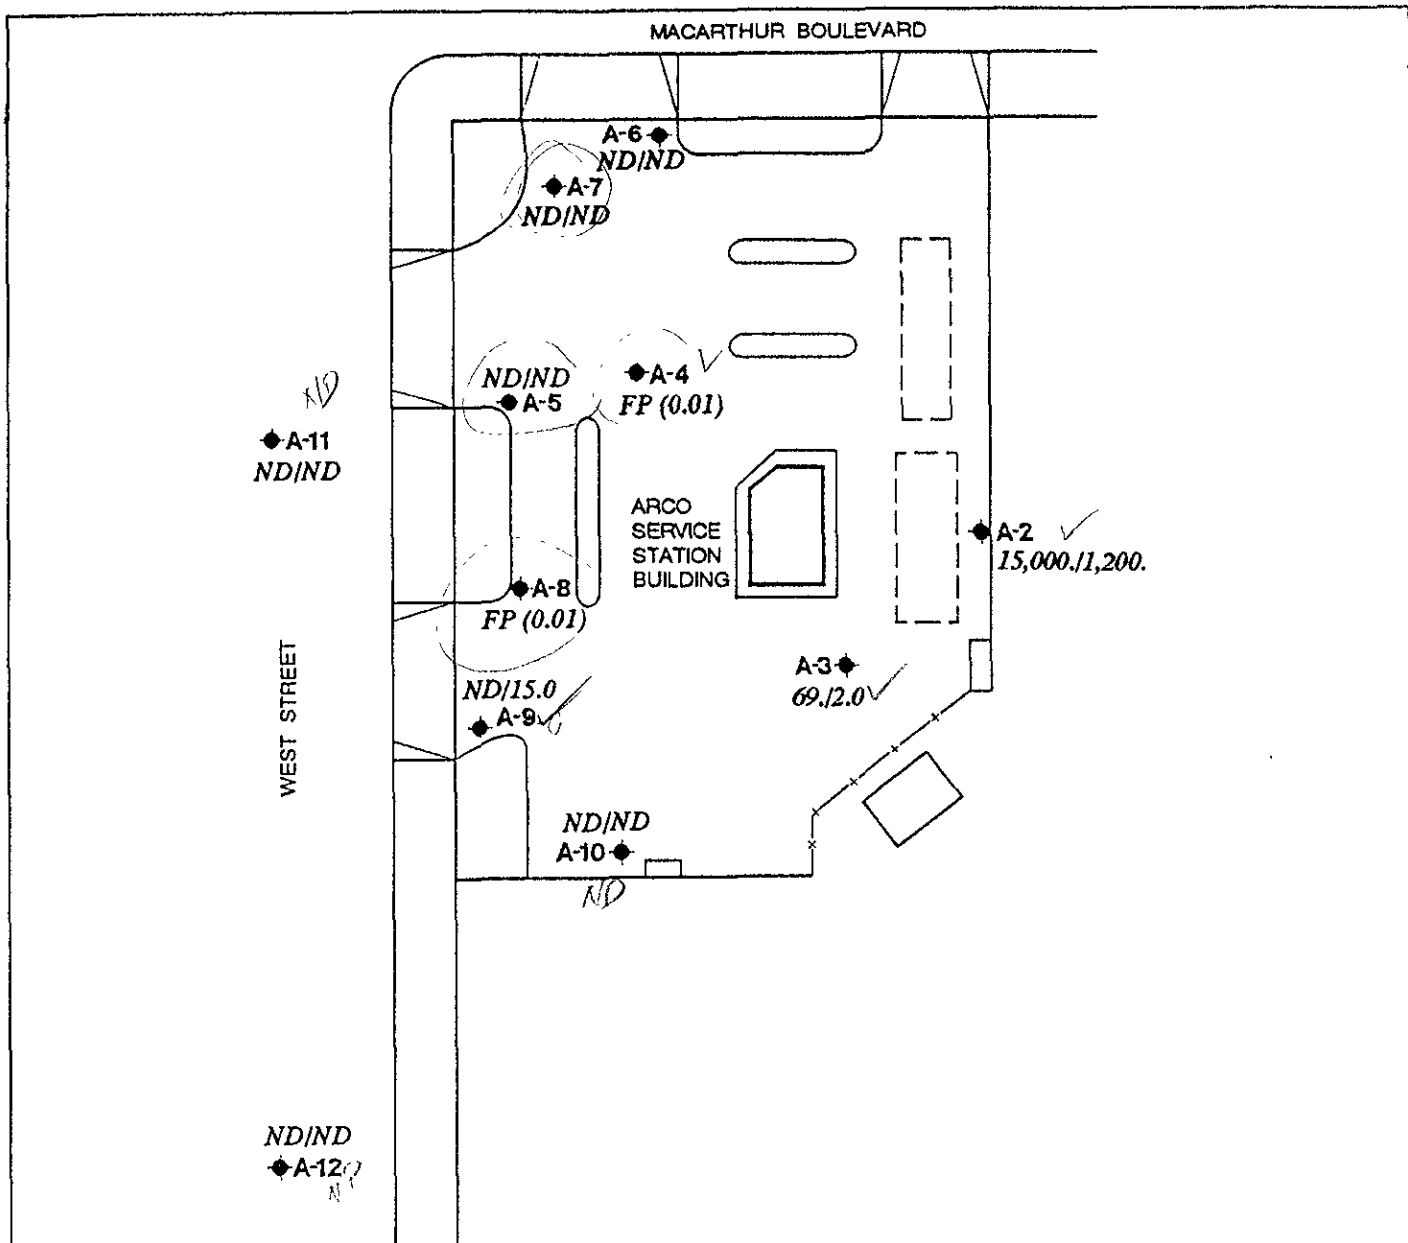 MACARTHUR BOULEVARD
A-6
ND/ND
A-7
ND/ND
ND/ND
A-5
A-4
FP (0.01)
ND
A-11
ND/ND
ARCO
SERVICE
STATION
BUILDING
A-2
15,000./1,200.
A-8
FP (0.01)
A-3
69./2.0
WEST STREET
ND/15.0
A-9
ND/ND
A-10
ND
ND/ND
A-12